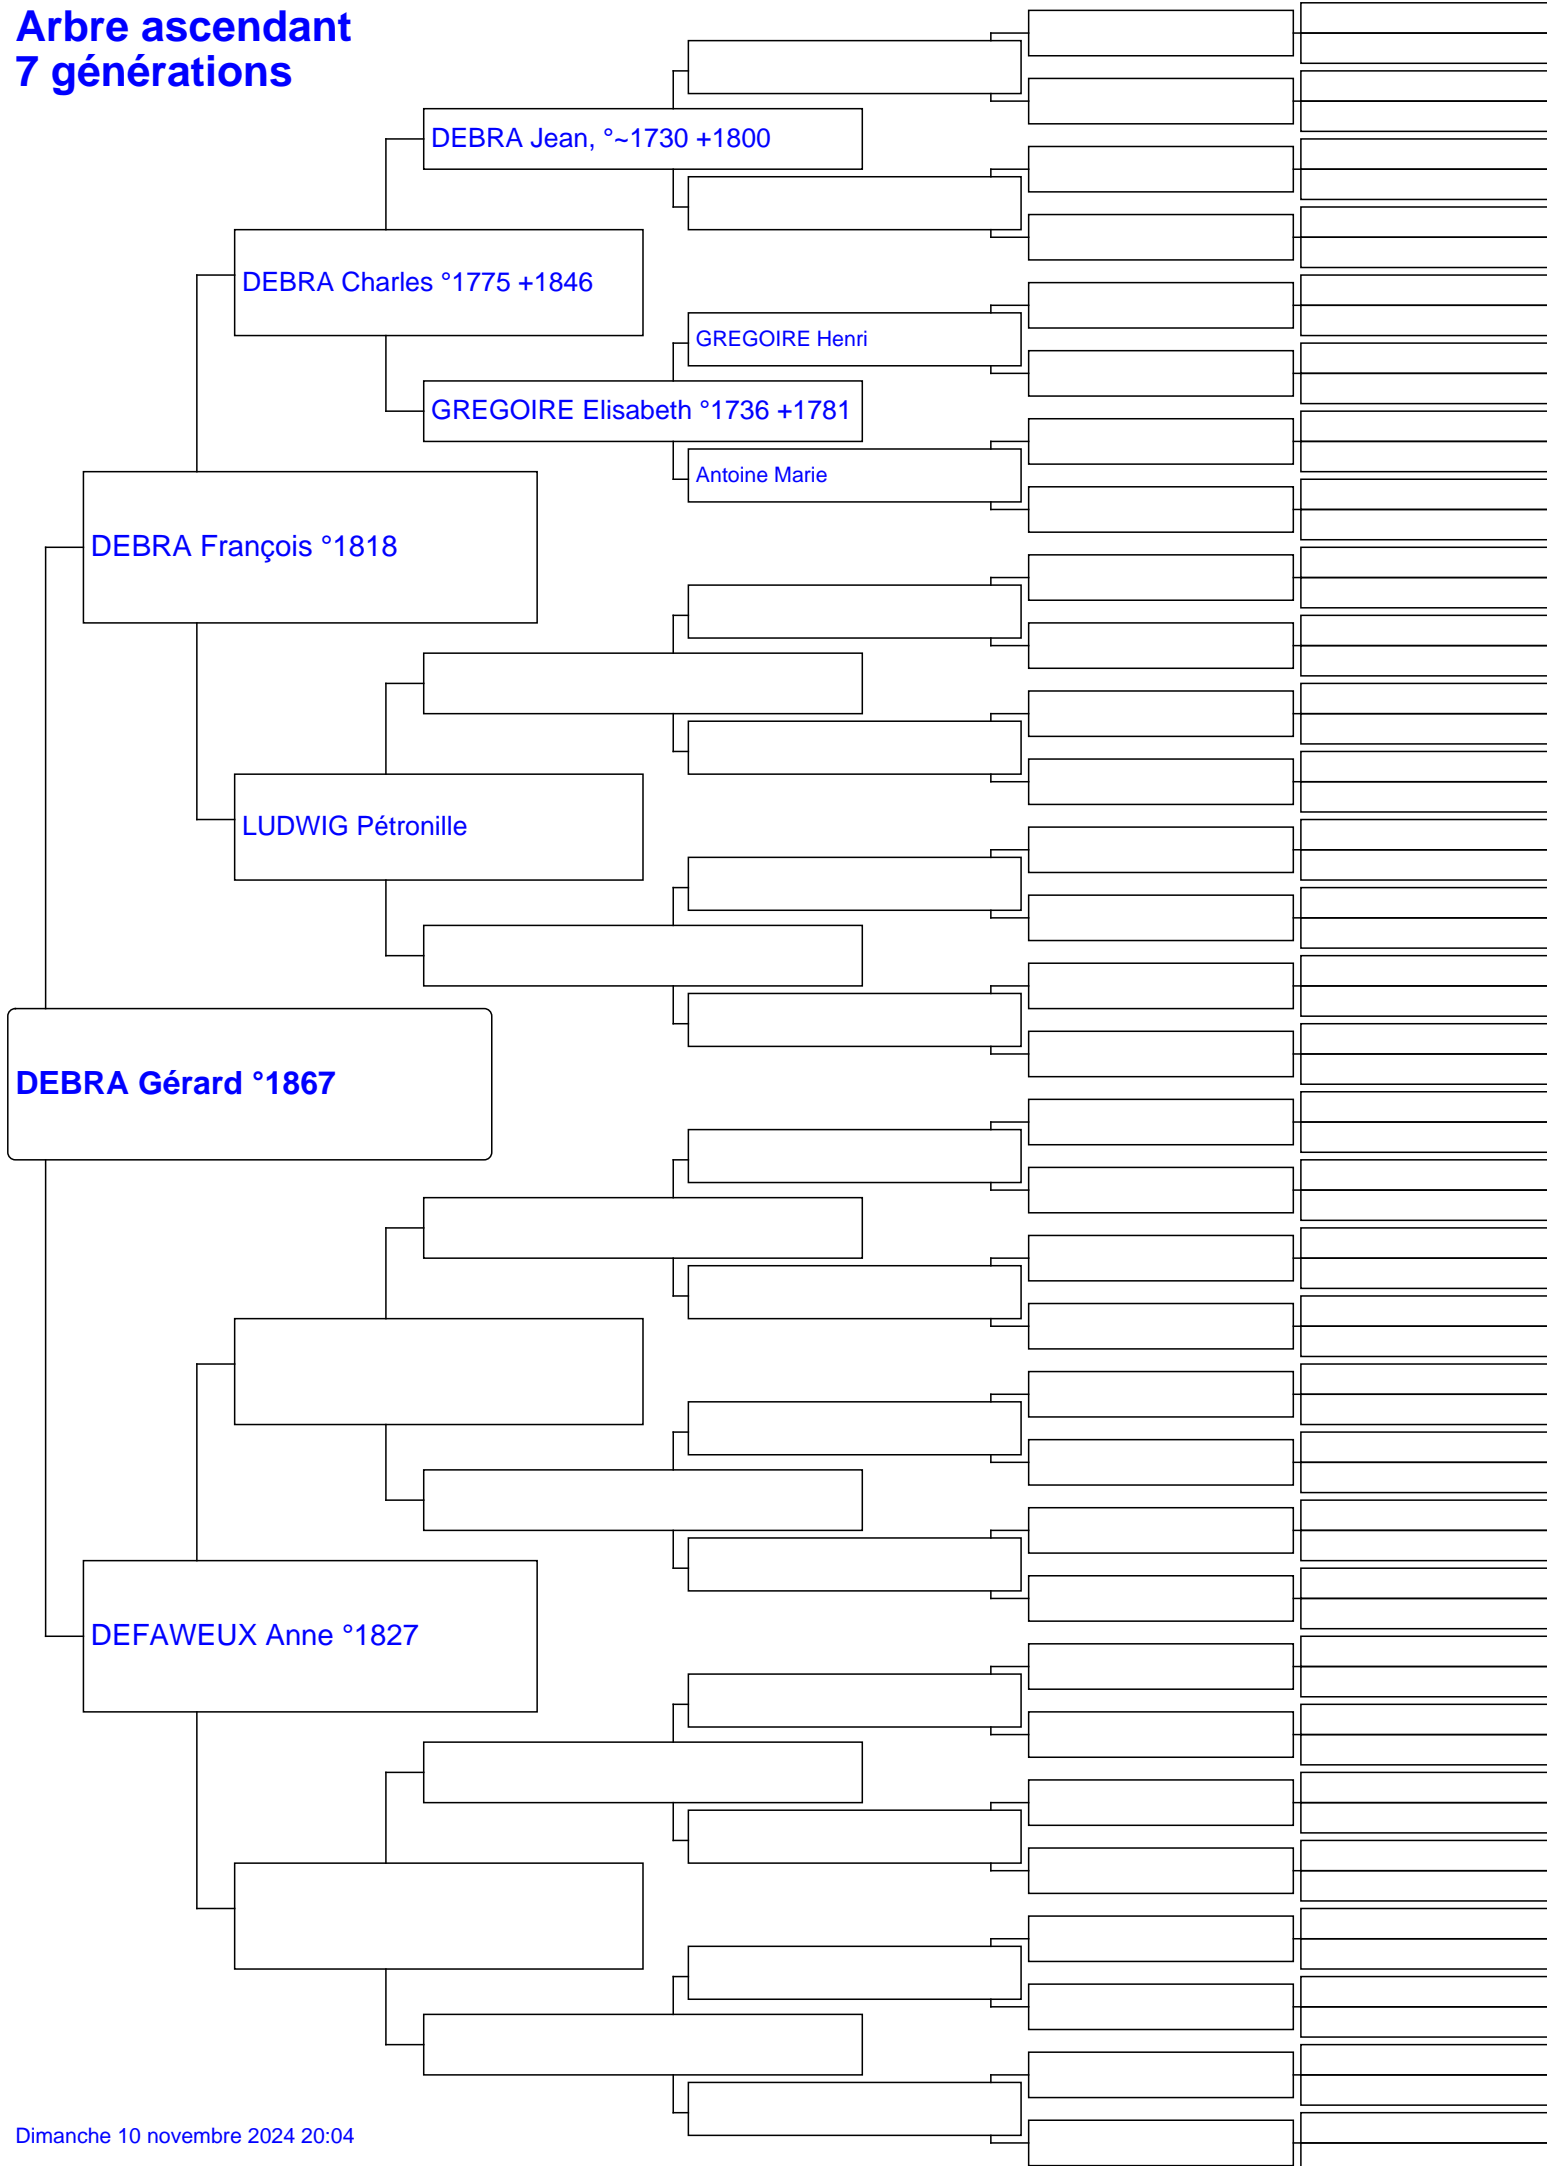 Arbre ascendant
7 générations
DEBRA Jean, °~1730 +1800
DEBRA Charles °1775 +1846
GREGOIRE Henri
GREGOIRE Elisabeth °1736 +1781
Antoine Marie
DEBRA François °1818
LUDWIG Pétronille
DEBRA Gérard °1867
DEFAWEUX Anne °1827
Dimanche 10 novembre 2024 20:04